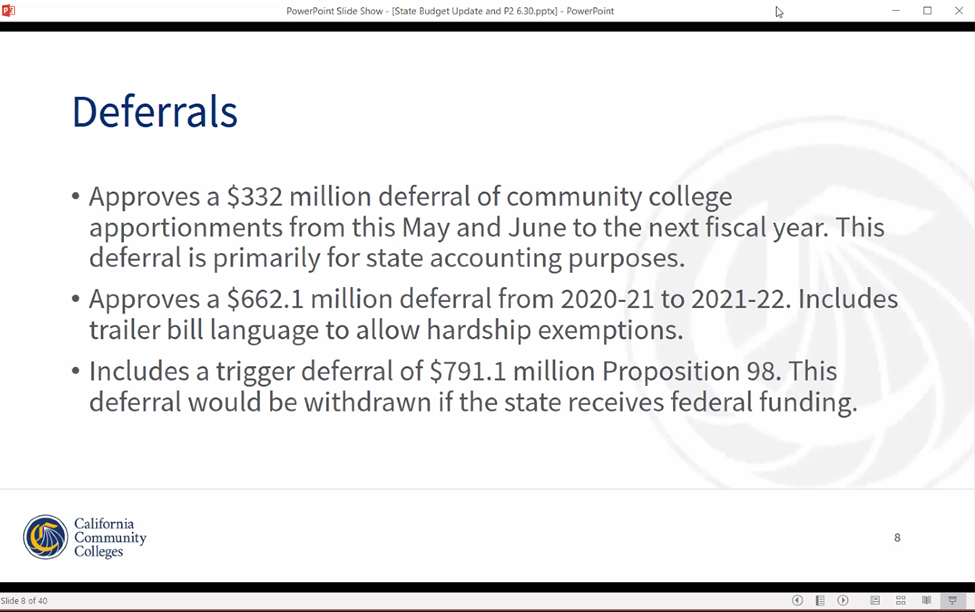 PowerPoint Slide Show - [State Budget Update and P2 6.30.pptx] - PowerPoint
Deferrals
• Approves a $332 million deferral of community college
apportionments from this May and June to the next fiscal year. This
deferral is primarily for state accounting purposes.
• Approves a $662.1 million deferral from 2020-21 to 2021-22. Includes
trailer bill language to allow hardship exemptions.
• Includes a trigger deferral of $791.1 million Proposition 98. This
deferral would be withdrawn if the state receives federal funding.
California
Community
Colleges
8
Slide 8 of 40